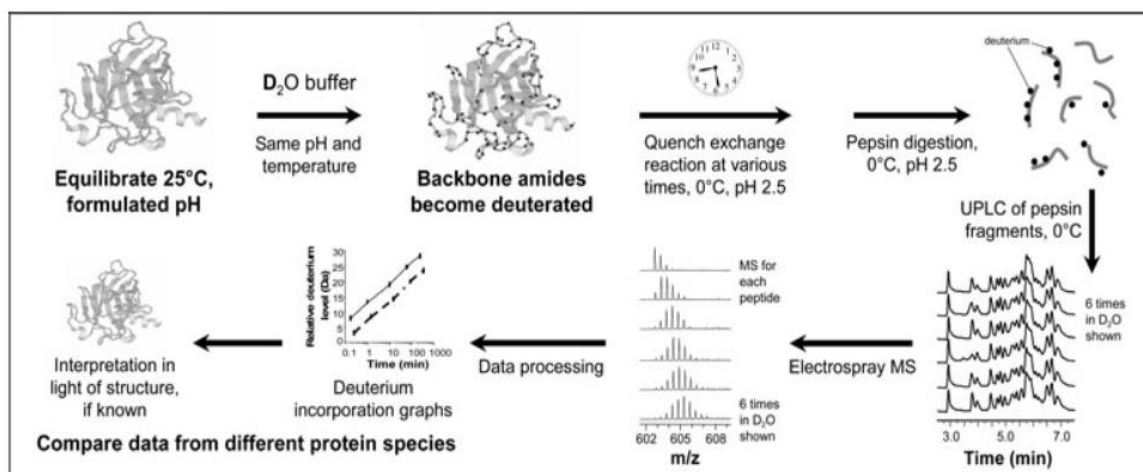 Equilibrate 25°C,
formulated pH
D₂O buffer
Same pH and
temperature
Backbone amides
become deuterated
12
9
3
6
Quench exchange
reaction at various
times, 0°C, pH 2.5
Pepsin digestion,
0°C, pH 2.5
deuterium
UPLC of pepsin
fragments, 0°C
6 times
in D₂O
shown
3.0 5.0 7.0
Time (min)
Electrospray MS
MS for
each
peptide
6 times
in D₂O
shown
602 605 608
m/z
Data processing
Relative deuterium
level (Da)
30
25
20
15
10
5
0
0.1 1 10 100 1000
Time (min)
Deuterium
incorporation graphs
Interpretation in
light of structure,
if known
Compare data from different protein species